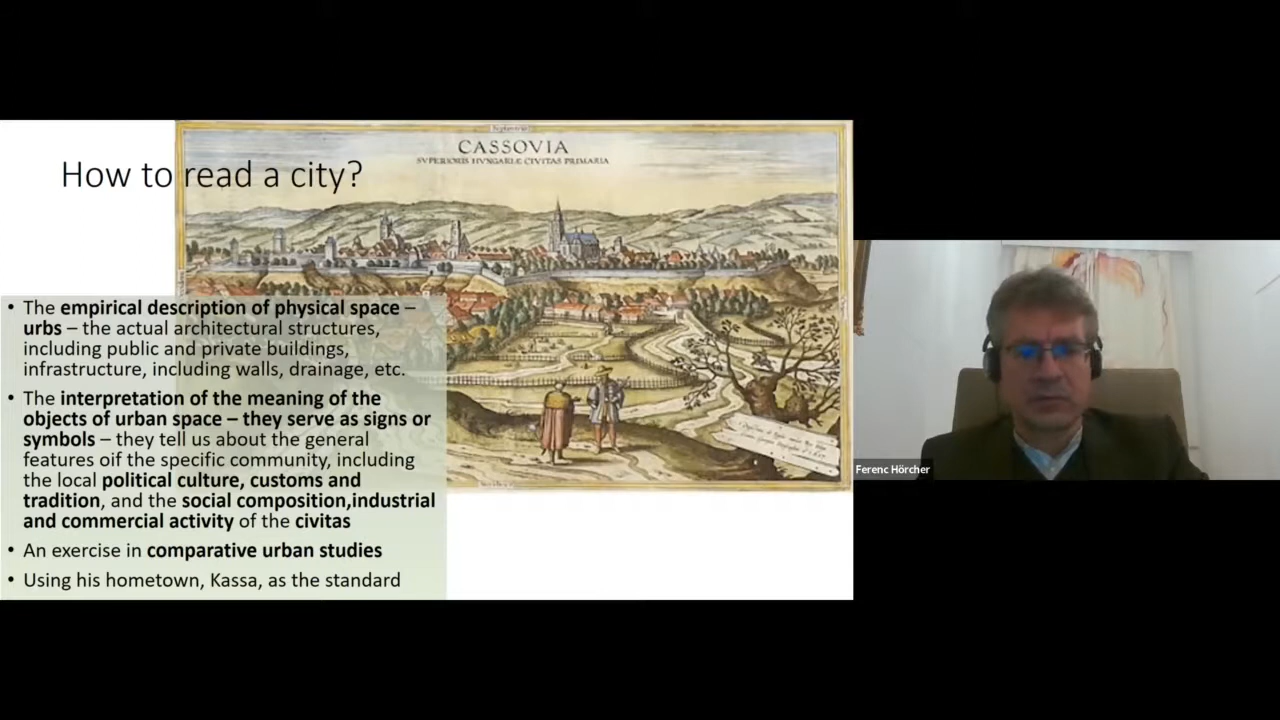 How to read a city?
CASSOVIA
SVPERIORIS HVNGARIÆ CIVITAS PRIMARIA
• The empirical description of physical space –
urbs – the actual architectural structures,
including public and private buildings,
infrastructure, including walls, drainage, etc.
• The interpretation of the meaning of the
objects of urban space – they serve as signs or
symbols – they tell us about the general
features oif the specific community, including
the local political culture, customs and
tradition, and the social composition,industrial
and commercial activity of the civitas
• An exercise in comparative urban studies
• Using his hometown, Kassa, as the standard
Ferenc Hörcher